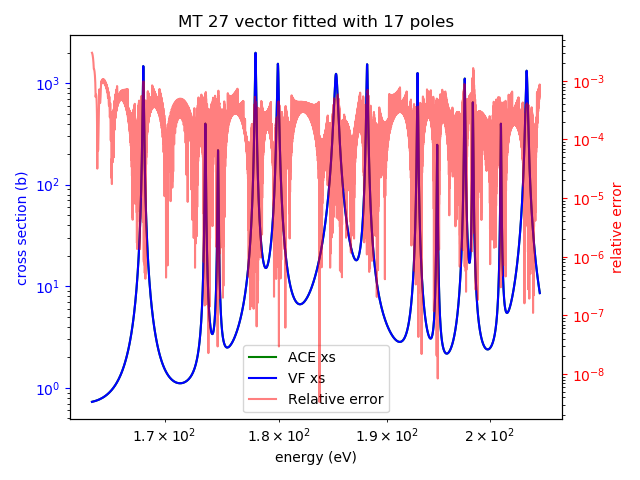 MT 27 vector fitted with 17 poles
cross section (b)
10³
10²
10¹
10⁰
relative error
10⁻³
10⁻⁴
10⁻⁵
10⁻⁶
10⁻⁷
10⁻⁸
ACE xs
VF xs
Relative error
1.7 × 10² 1.8 × 10² 1.9 × 10² 2 × 10²
energy (eV)